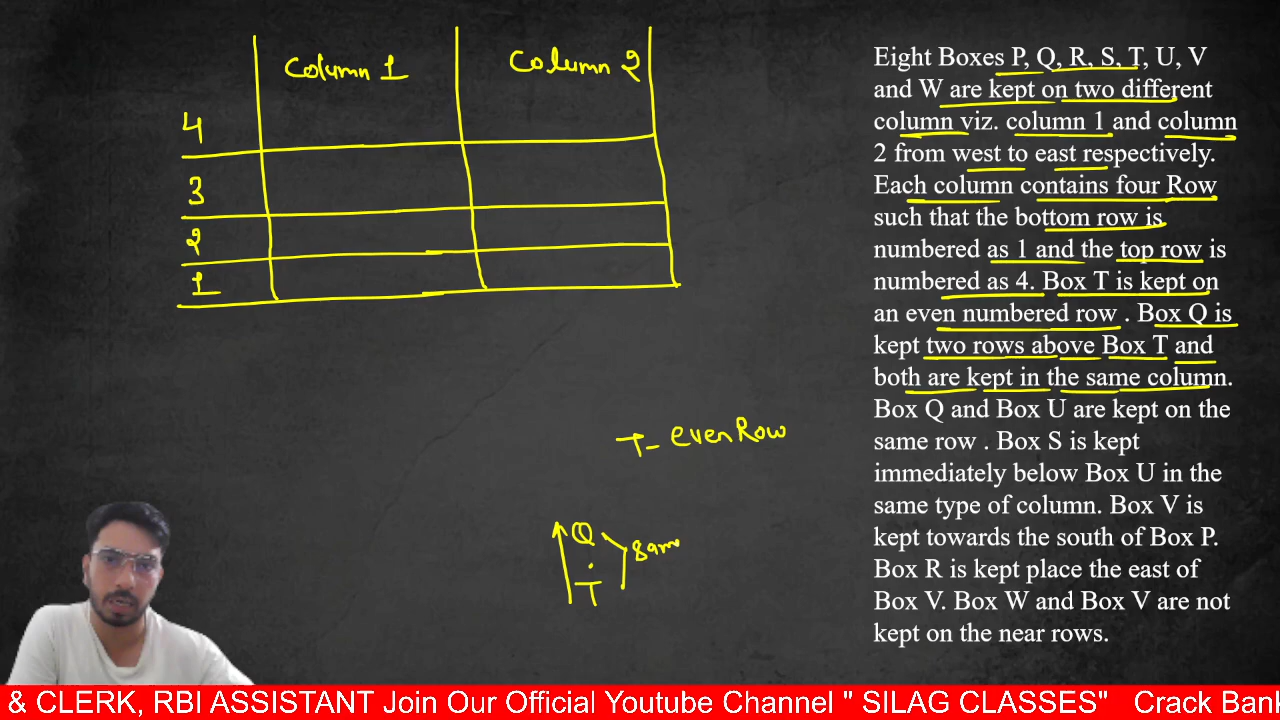 Column 1
Column 2
4
3
2
1
T- even Row
Q
T
Same
Eight Boxes P, Q, R, S, T, U, V
and W are kept on two different
column viz. column 1 and column
2 from west to east respectively.
Each column contains four Row
such that the bottom row is
numbered as 1 and the top row is
numbered as 4. Box T is kept on
an even numbered row . Box Q is
kept two rows above Box T and
both are kept in the same column.
Box Q and Box U are kept on the
same row . Box S is kept
immediately below Box U in the
same type of column. Box V is
kept towards the south of Box P.
Box R is kept place the east of
Box V. Box W and Box V are not
kept on the near rows.
& CLERK, RBI ASSISTANT Join Our Official Youtube Channel " SILAG CLASSES" Crack Bank